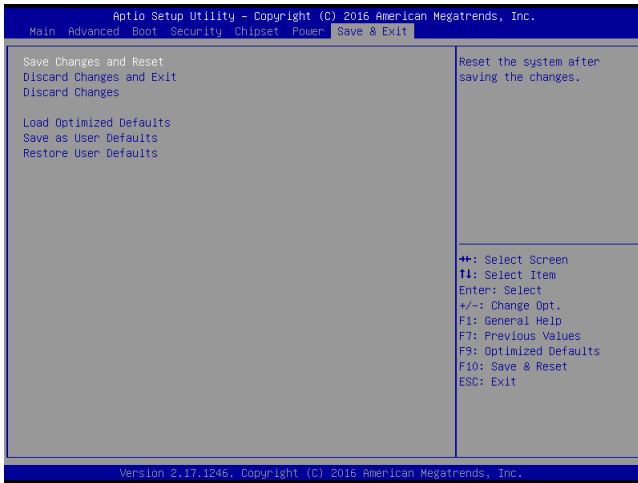 Aptio Setup Utility – Copyright (C) 2016 American Megatrends, Inc.
Main Advanced Boot Security Chipset Power Save & Exit
Save Changes and Reset
Discard Changes and Exit
Discard Changes
Load Optimized Defaults
Save as User Defaults
Restore User Defaults
Reset the system after
saving the changes.
→←: Select Screen
↑↓: Select Item
Enter: Select
+/-: Change Opt.
F1: General Help
F7: Previous Values
F9: Optimized Defaults
F10: Save & Reset
ESC: Exit
Version 2.17.1246. Copyright (C) 2016 American Megatrends, Inc.